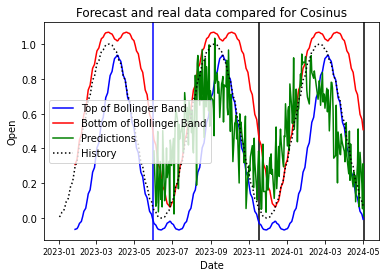 Forecast and real data compared for Cosinus
Open
1.0
0.8
0.6
0.4
0.2
0.0
Top of Bollinger Band
Bottom of Bollinger Band
Predictions
History
2023-01 2023-03 2023-05 2023-07 2023-09 2023-11 2024-01 2024-03 2024-05
Date